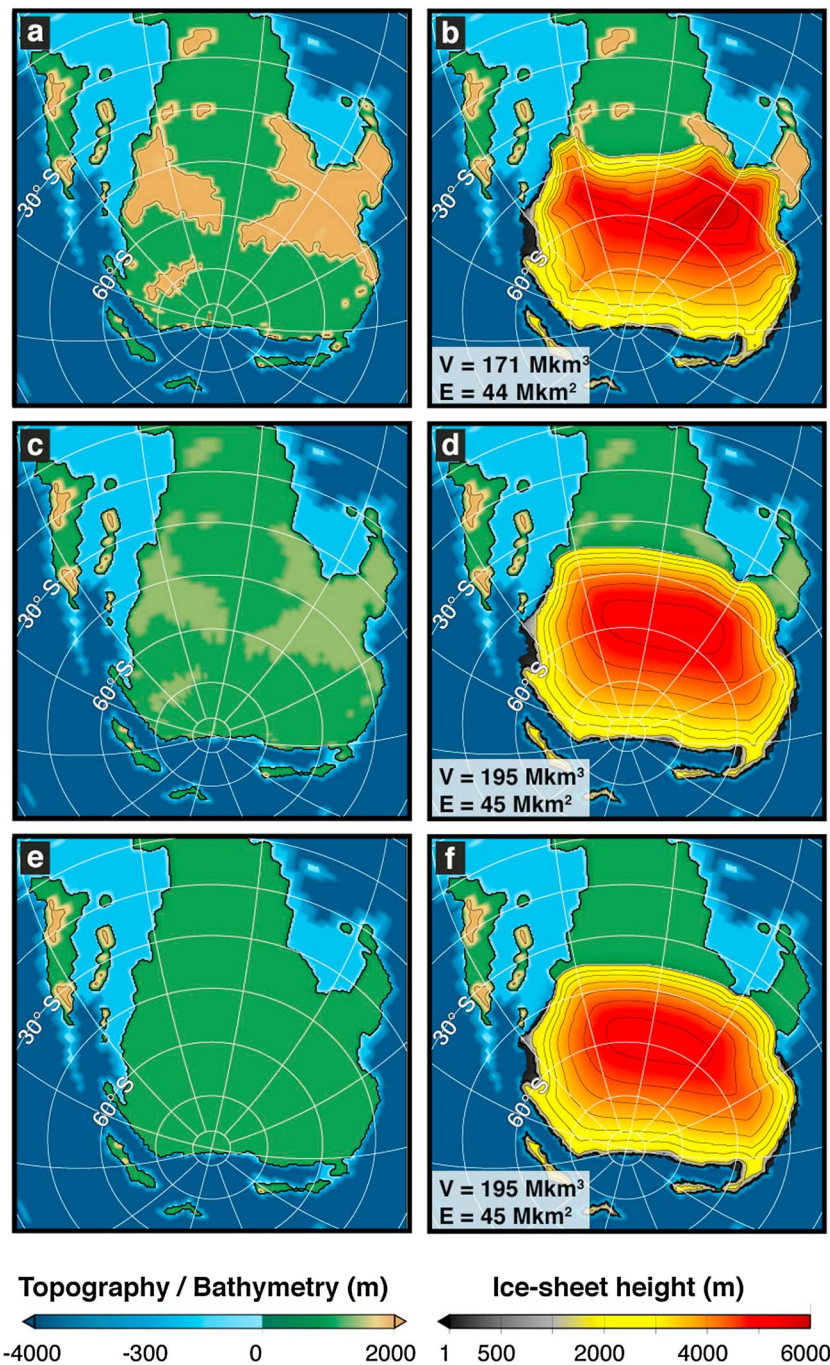 a
30° S
60° S
b
30° S
60° S
V = 171 Mkm³
E = 44 Mkm²
c
30° S
60° S
d
30° S
60° S
V = 195 Mkm³
E = 45 Mkm²
e
30° S
60° S
f
30° S
60° S
V = 195 Mkm³
E = 45 Mkm²
Topography / Bathymetry (m)
-4000 -300 0 2000
Ice-sheet height (m)
1 500 2000 4000 6000